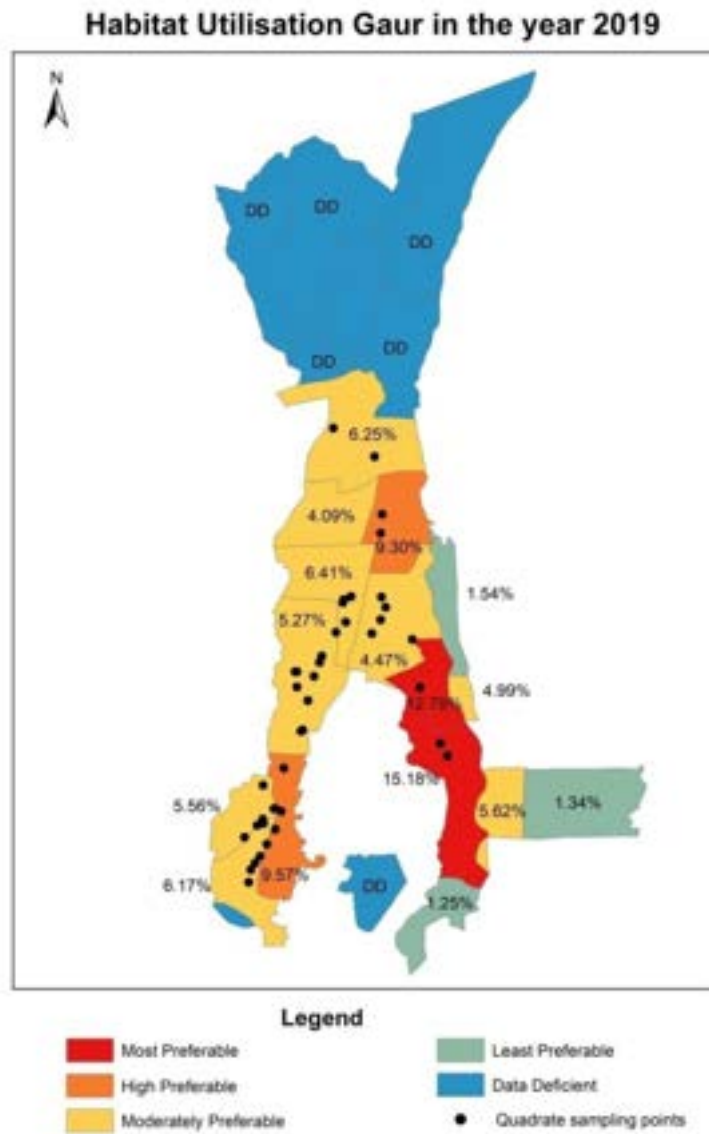 Habitat Utilisation Gaur in the year 2019
N
DD
DD
DD
DD
DD
6.25%
4.09%
9.30%
6.41%
1.54%
5.27%
4.47%
4.99%
12.79%
15.18%
5.56%
5.62%
1.34%
6.17%
9.57%
DD
1.25%
Legend
Most Preferable
Least Preferable
High Preferable
Data Deficient
Moderately Preferable
Quadrate sampling points